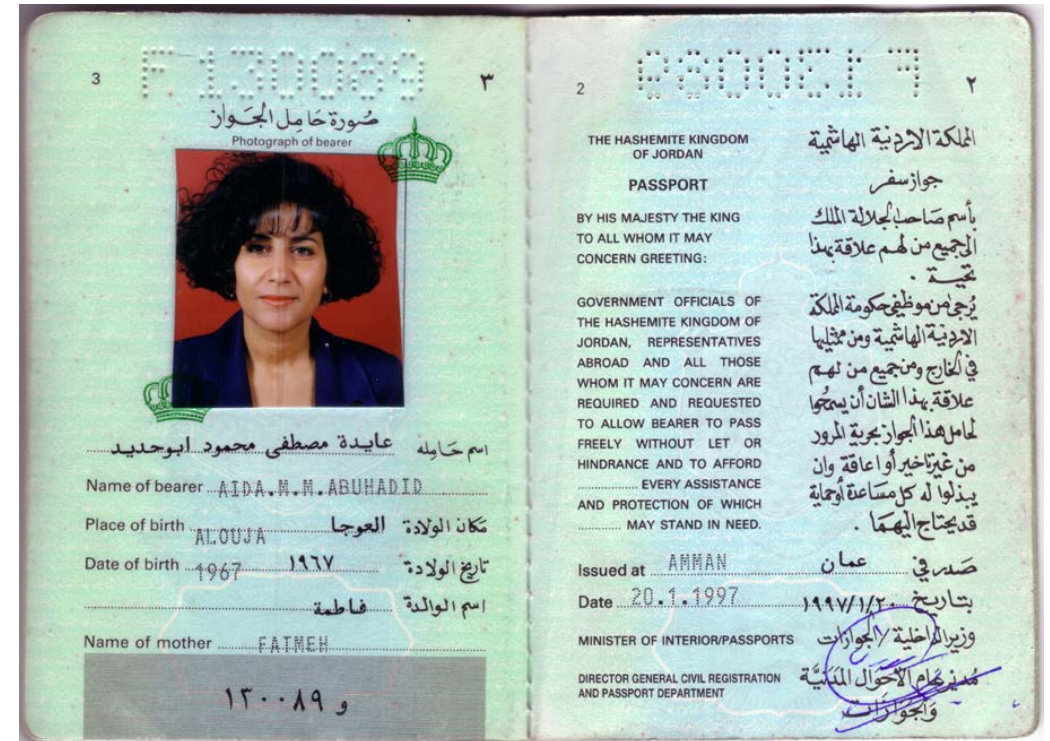 F130089
3 ٣
صورة حامل الجواز
Photograph of bearer
اسم حامله عايدة مصطفى محمود ابوحديد
Name of bearer AIDA.M.M.ABUHADID
Place of birth ALOUJA العوجا مكان الولادة
Date of birth 1967 ١٩٦٧ تاريخ الولادة
اسم الوالدة فاطمة
Name of mother FATMEH
و ١٣٠٠٨٩
F130089
2 ٢
THE HASHEMITE KINGDOM
OF JORDAN
المملكة الاردنية الهاشمية
PASSPORT جواز سفر
BY HIS MAJESTY THE KING
TO ALL WHOM IT MAY
CONCERN GREETING:
بأسم صاحب الجلالة الملك
الى جميع من لهم علاقة بهذا
تحية .
GOVERNMENT OFFICIALS OF
THE HASHEMITE KINGDOM OF
JORDAN, REPRESENTATIVES
ABROAD AND ALL THOSE
WHOM IT MAY CONCERN ARE
REQUIRED AND REQUESTED
TO ALLOW BEARER TO PASS
FREELY WITHOUT LET OR
HINDRANCE AND TO AFFORD
............ EVERY ASSISTANCE
AND PROTECTION OF WHICH
............ MAY STAND IN NEED.
يُرجى من موظفي حكومة المملكة
الاردنية الهاشمية ومن ممثليها
في الخارج ومن جميع من لهم
علاقة بهذا الشان أن يسمحوا
لحامل هذا الجواز بحرية المرور
من غير تاخير أو اعاقة وان
يبذلوا له كل مساعدة أو حماية
قد يحتاج اليهما .
Issued at AMMAN عمان صدر في
Date 20.1.1997 ١٩٩٧/١/٢٠ بتاريخ
MINISTER OF INTERIOR/PASSPORTS وزير الداخلية / الجوازات
DIRECTOR GENERAL CIVIL REGISTRATION
AND PASSPORT DEPARTMENT
مدير عام الأحوال المدنية
والجوازات